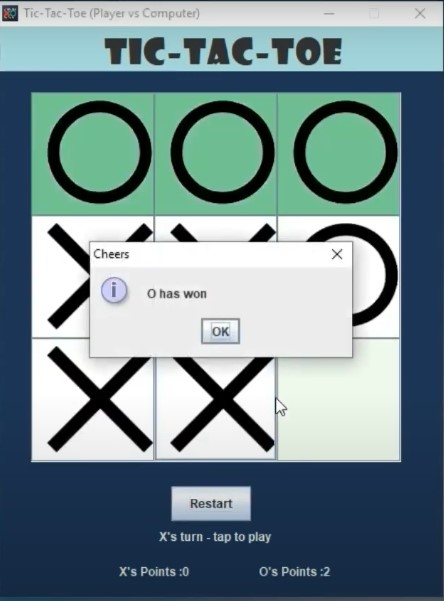 Tic-Tac-Toe (Player vs Computer)
TIC-TAC-TOE
Cheers
O has won
OK
Restart
X's turn - tap to play
X's Points :0
O's Points :2